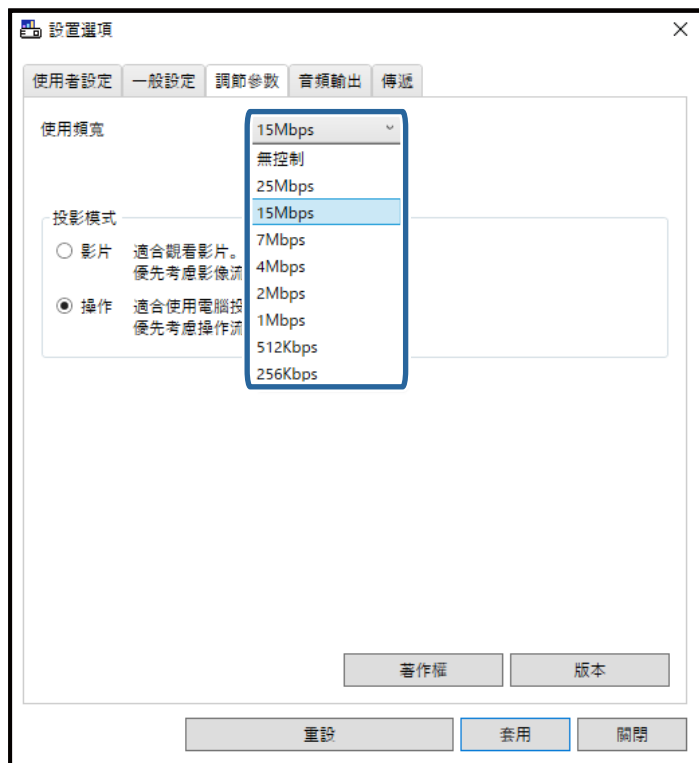 設置選項
使用者設定 一般設定 調節參數 音頻輸出 傳遞
使用頻寬 15Mbps
無控制
25Mbps
15Mbps
7Mbps
4Mbps
2Mbps
1Mbps
512Kbps
256Kbps
投影模式
影片 適合觀看影片。
優先考慮影像流
操作 適合使用電腦投
優先考慮操作流
著作權 版本
重設 套用 關閉